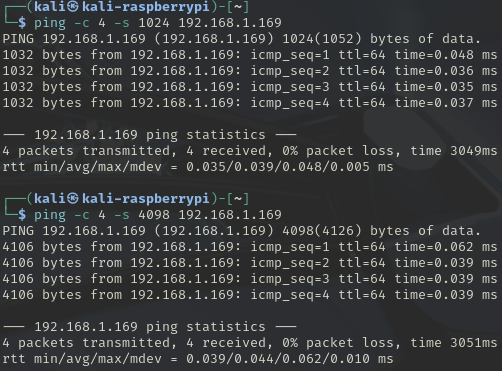 ┌──(kali㉿kali-raspberrypi)-[~]
└─$ ping -c 4 -s 1024 192.168.1.169
PING 192.168.1.169 (192.168.1.169) 1024(1052) bytes of data.
1032 bytes from 192.168.1.169: icmp_seq=1 ttl=64 time=0.048 ms
1032 bytes from 192.168.1.169: icmp_seq=2 ttl=64 time=0.036 ms
1032 bytes from 192.168.1.169: icmp_seq=3 ttl=64 time=0.035 ms
1032 bytes from 192.168.1.169: icmp_seq=4 ttl=64 time=0.037 ms
--- 192.168.1.169 ping statistics ---
4 packets transmitted, 4 received, 0% packet loss, time 3049ms
rtt min/avg/max/mdev = 0.035/0.039/0.048/0.005 ms
┌──(kali㉿kali-raspberrypi)-[~]
└─$ ping -c 4 -s 4098 192.168.1.169
PING 192.168.1.169 (192.168.1.169) 4098(4126) bytes of data.
4106 bytes from 192.168.1.169: icmp_seq=1 ttl=64 time=0.062 ms
4106 bytes from 192.168.1.169: icmp_seq=2 ttl=64 time=0.039 ms
4106 bytes from 192.168.1.169: icmp_seq=3 ttl=64 time=0.039 ms
4106 bytes from 192.168.1.169: icmp_seq=4 ttl=64 time=0.039 ms
--- 192.168.1.169 ping statistics ---
4 packets transmitted, 4 received, 0% packet loss, time 3051ms
rtt min/avg/max/mdev = 0.039/0.044/0.062/0.010 ms